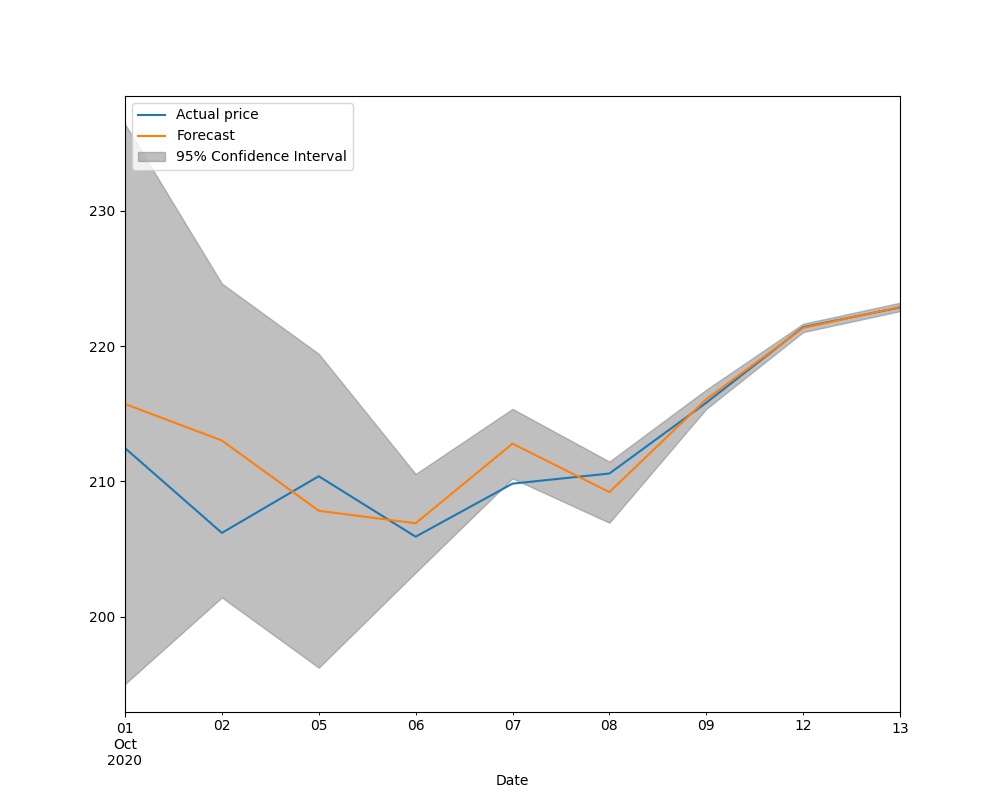 Actual price
Forecast
95% Confidence Interval
230
220
210
200
01 02 05 06 07 08 09 12 13
Oct
2020
Date